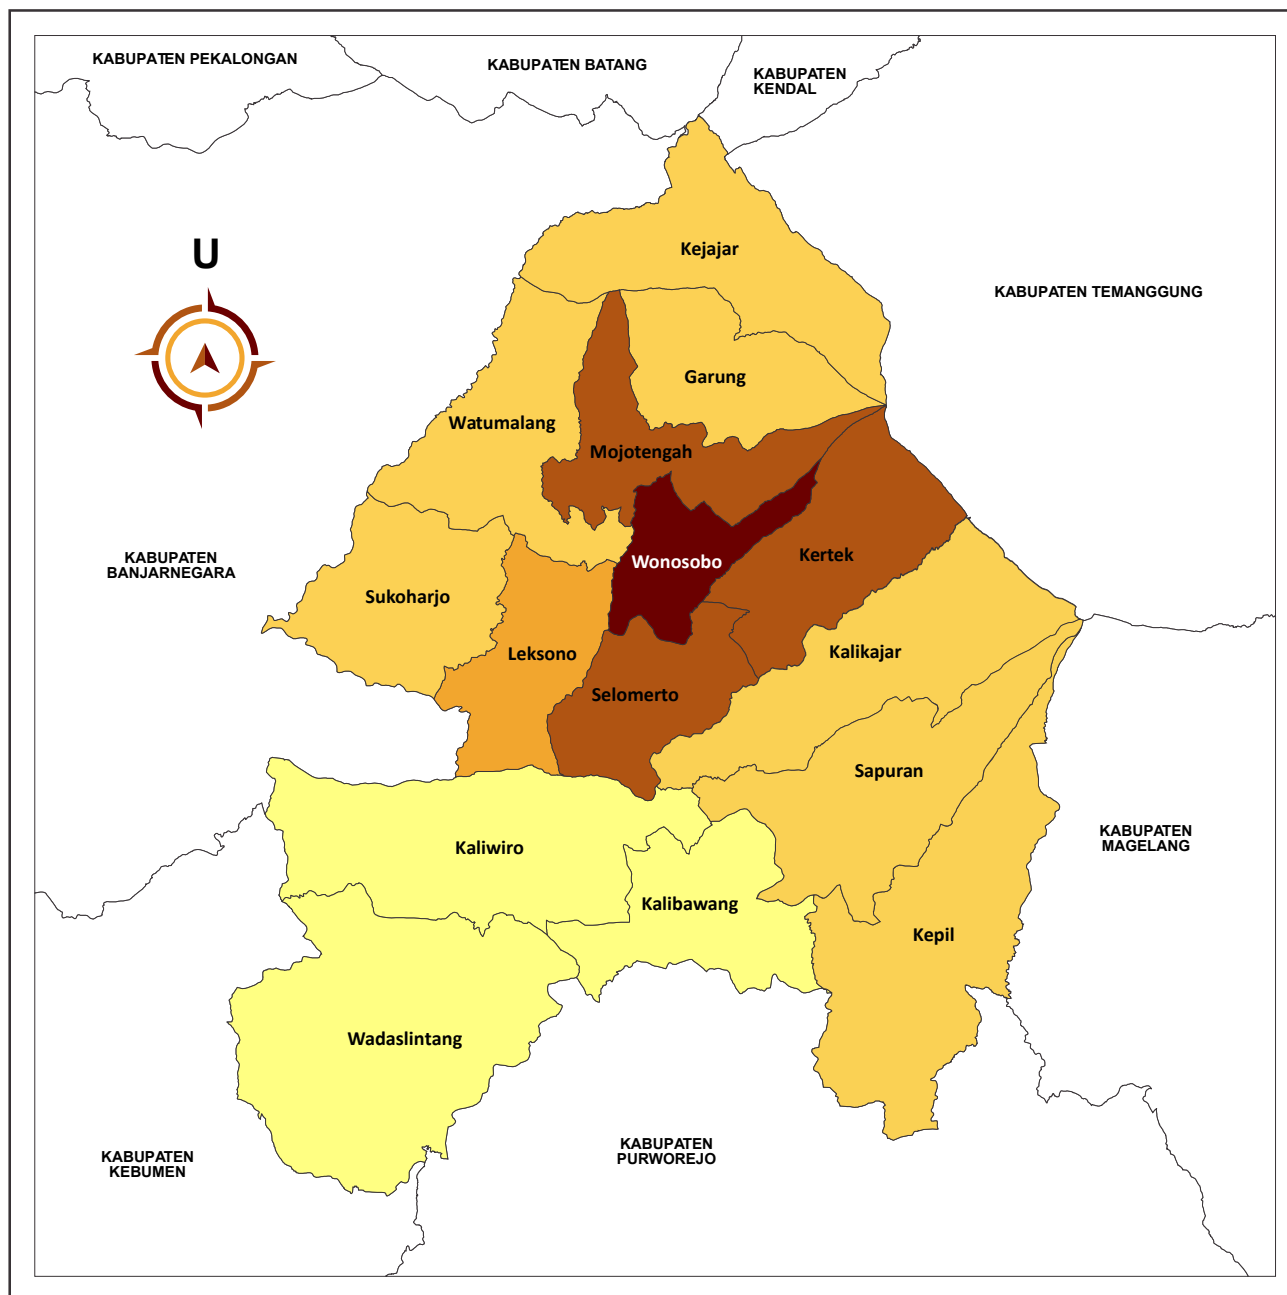 KABUPATEN PEKALONGAN
KABUPATEN BATANG
KABUPATEN
KENDAL
U
Kejajar
KABUPATEN TEMANGGUNG
Garung
Watumalang
Mojotengah
KABUPATEN
BANJARNEGARA
Wonosobo
Kertek
Sukoharjo
Leksono
Kalikajar
Selomerto
Sapuran
KABUPATEN
MAGELANG
Kaliwiro
Kalibawang
Kepil
Wadaslintang
KABUPATEN
KEBUMEN
KABUPATEN
PURWOREJO